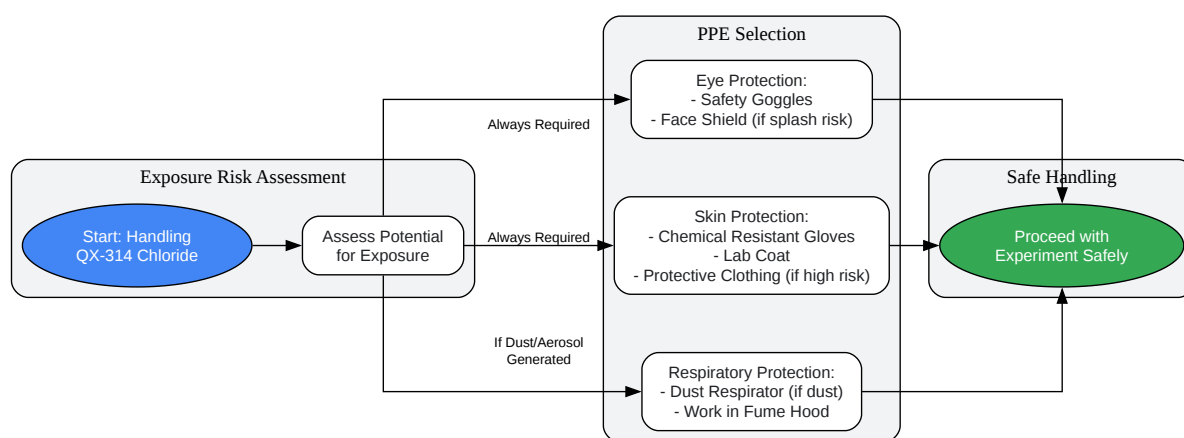 PPE Selection
Eye Protection:
- Safety Goggles
- Face Shield (if splash risk)
Always Required
Exposure Risk Assessment
Safe Handling
Start: Handling
QX-314 Chloride
Assess Potential
for Exposure
Always Required
Skin Protection:
- Chemical Resistant Gloves
- Lab Coat
- Protective Clothing (if high risk)
Proceed with
Experiment Safely
If Dust/Aerosol
Generated
Respiratory Protection:
- Dust Respirator (if dust)
- Work in Fume Hood